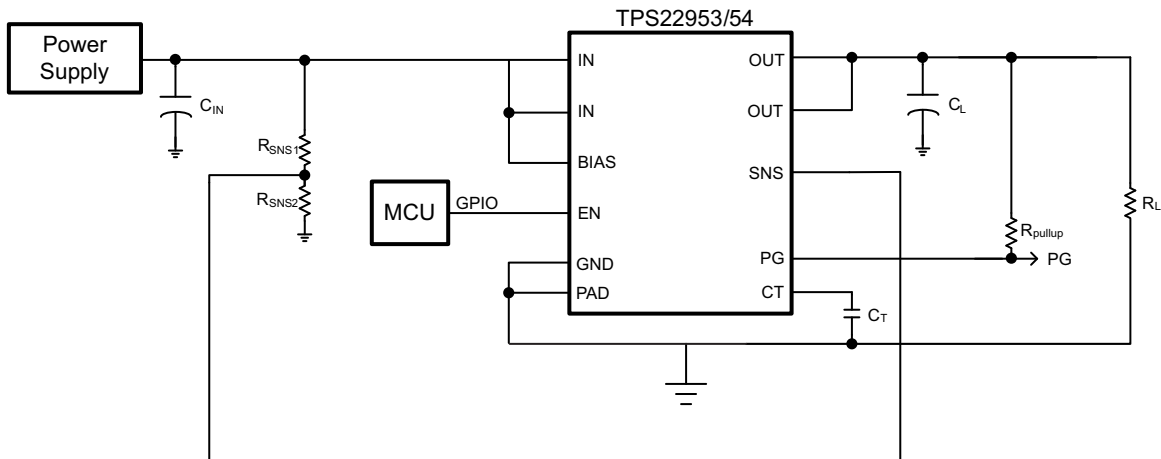 TPS22953/54
Power
Supply
C_IN
R_SNS1
R_SNS2
MCU
GPIO
IN
IN
BIAS
EN
GND
PAD
OUT
OUT
SNS
PG
CT
C_L
C_T
R_pullup
PG
R_L